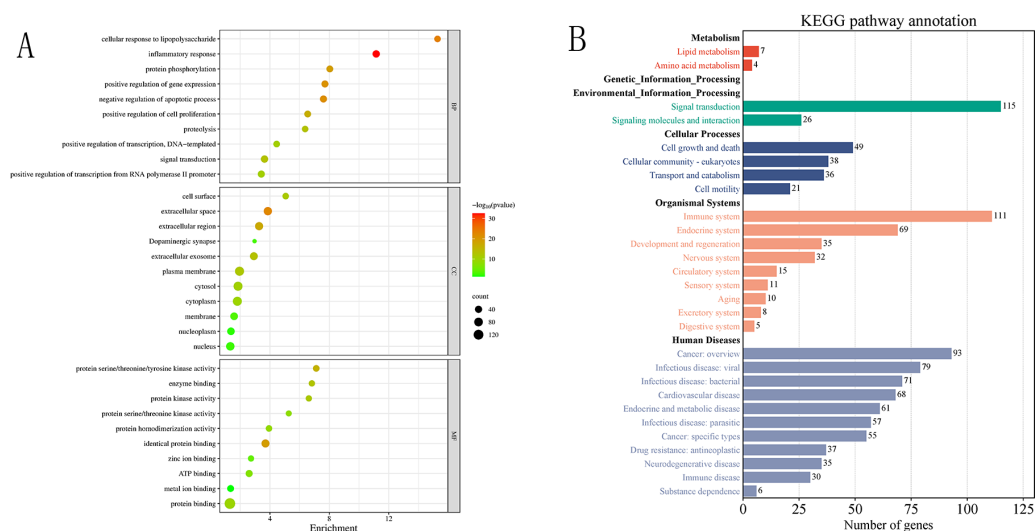 A
cellular response to lipopolysaccharide
inflammatory response
protein phosphorylation
positive regulation of gene expression
negative regulation of apoptotic process
positive regulation of cell proliferation
proteolysis
positive regulation of transcription, DNA-templated
signal transduction
positive regulation of transcription from RNA polymerase II promoter
BP
cell surface
extracellular space
extracellular region
Dopaminergic synopse
extracellular exosome
plasma membrane
cytosol
cytoplasm
membrane
nucleoplasm
nucleus
CC
protein serine/threonine/tyrosine kinase activity
enzyme binding
protein kinase activity
protein serine/threonine kinase activity
protein homodimerization activity
identical protein binding
zinc ion binding
ATP binding
metal ion binding
protein binding
MF
4 8 12
Enrichment
-log10(pvalue)
30
20
10
count
40
80
120
B
KEGG pathway annotation
Metabolism
Lipid metabolism 7
Amino acid metabolism 4
Genetic_Information_Processing
Environmental_Information_Processing
Signal transduction 115
Signaling molecules and interaction 26
Cellular Processes
Cell growth and death 49
Cellular community - eukaryotes 38
Transport and catabolism 36
Cell motility 21
Organismal Systems
Immune system 111
Endocrine system 69
Development and regeneration 35
Nervous system 32
Circulatory system 15
Sensory system 11
Aging 10
Excretory system 8
Digestive system 5
Human Diseases
Cancer: overview 93
Infectious disease: viral 79
Infectious disease: bacterial 71
Cardiovascular disease 68
Endocrine and metabolic disease 61
Infectious disease: parasitic 57
Cancer: specific types 55
Drug resistance: antineoplastic 37
Neurodegenerative disease 35
Immune disease 30
Substance dependence 6
0 25 50 75 100 125
Number of genes